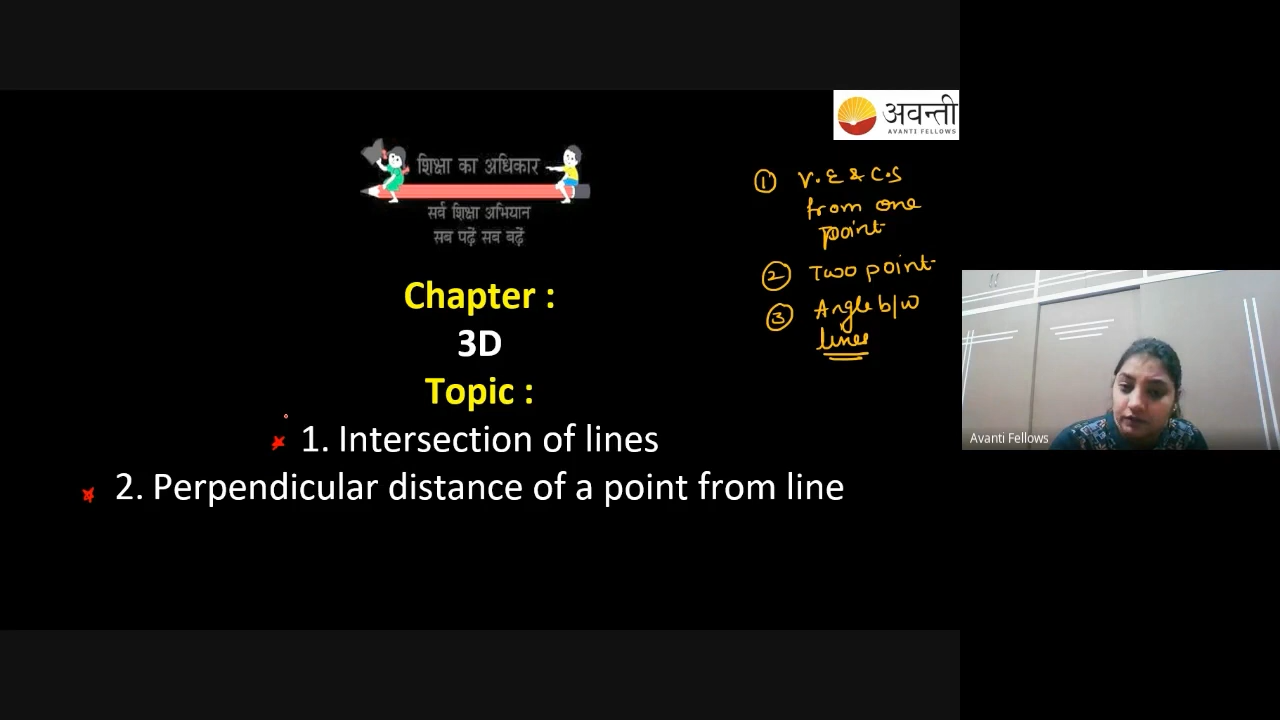 अवन्ती
AVANTI FELLOWS
शिक्षा का अधिकार
सर्व शिक्षा अभियान
सब पढ़ें सब बढ़ें
① V.E & C.S
from one
point
② Two point
③ Angle b/w
lines
Chapter :
3D
Topic :
1. Intersection of lines
2. Perpendicular distance of a point from line
Avanti Fellows